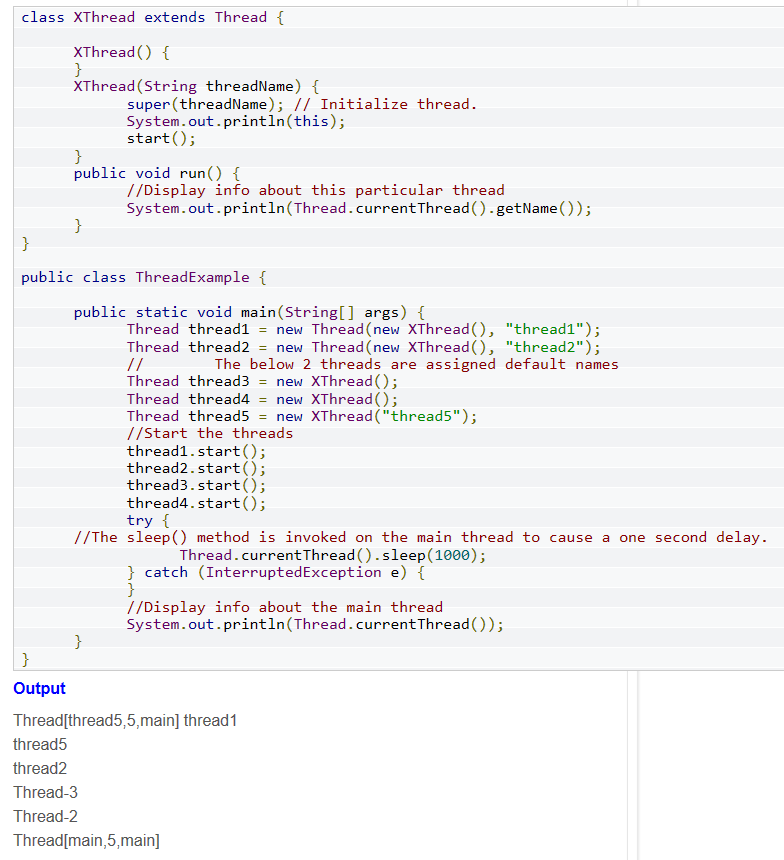 class XThread extends Thread {
XThread() {
}
XThread(String threadName) {
super(threadName); // Initialize thread.
System.out.println(this);
start();
}
public void run() {
//Display info about this particular thread
System.out.println(Thread.currentThread().getName());
}
}
public class ThreadExample {
public static void main(String[] args) {
Thread thread1 = new Thread(new XThread(), "thread1");
Thread thread2 = new Thread(new XThread(), "thread2");
// The below 2 threads are assigned default names
Thread thread3 = new XThread();
Thread thread4 = new XThread();
Thread thread5 = new XThread("thread5");
//Start the threads
thread1.start();
thread2.start();
thread3.start();
thread4.start();
try {
//The sleep() method is invoked on the main thread to cause a one second delay.
Thread.currentThread().sleep(1000);
} catch (InterruptedException e) {
}
//Display info about the main thread
System.out.println(Thread.currentThread());
}
}
Output
Thread[thread5,5,main] thread1
thread5
thread2
Thread-3
Thread-2
Thread[main,5,main]